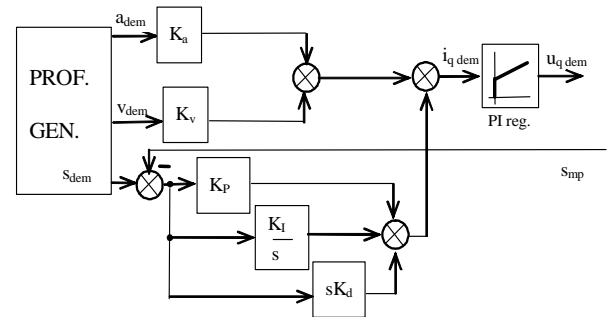 a_dem
K_a
PROF.
GEN.
v_dem
K_v
s_dem
i_q dem
u_q dem
PI reg.
s_mp
K_P
K_I
s
sK_d